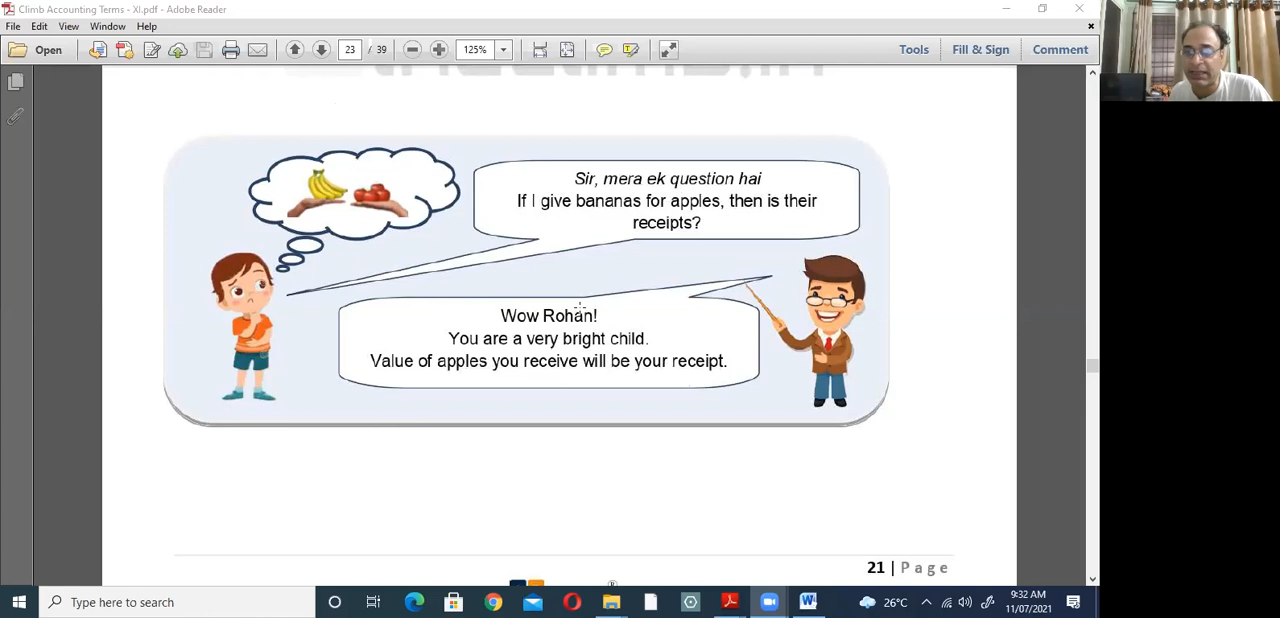 Climb Accounting Terms - XI.pdf - Adobe Reader
File Edit View Window Help
Open 23 / 39 125% Tools Fill & Sign Comment
Sir, mera ek question hai
If I give bananas for apples, then is their
receipts?
Wow Rohan!
You are a very bright child.
Value of apples you receive will be your receipt.
21 | Page
Type here to search
26°C
9:32 AM
11/07/2021